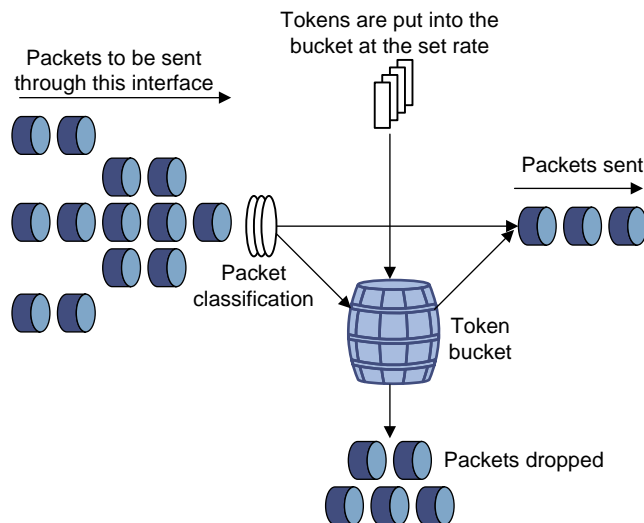 Tokens are put into the
bucket at the set rate
Packets to be sent
through this interface
Packets sent
Packet
classification
Token
bucket
Packets dropped